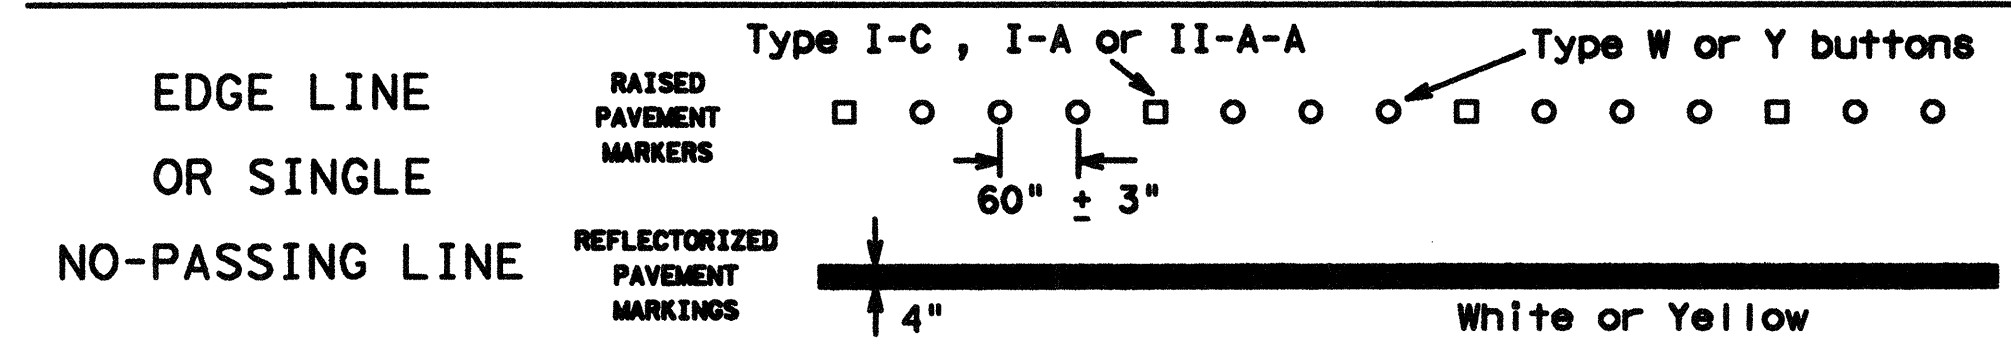 EDGE LINE
OR SINGLE
NO-PASSING LINE
RAISED
PAVEMENT
MARKERS
Type I-C , I-A or II-A-A
Type W or Y buttons
60" ± 3"
REFLECTORIZED
PAVEMENT
MARKINGS
4"
White or Yellow